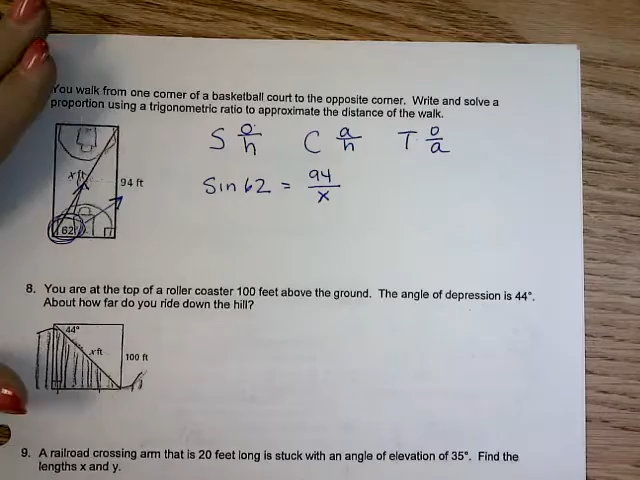 You walk from one corner of a basketball court to the opposite corner. Write and solve a
proportion using a trigonometric ratio to approximate the distance of the walk.
S o/h C a/h T o/a
x ft
94 ft
sin 62 = 94/x
62
8. You are at the top of a roller coaster 100 feet above the ground. The angle of depression is 44°.
About how far do you ride down the hill?
44°
x ft
100 ft
9. A railroad crossing arm that is 20 feet long is stuck with an angle of elevation of 35°. Find the
lengths x and y.